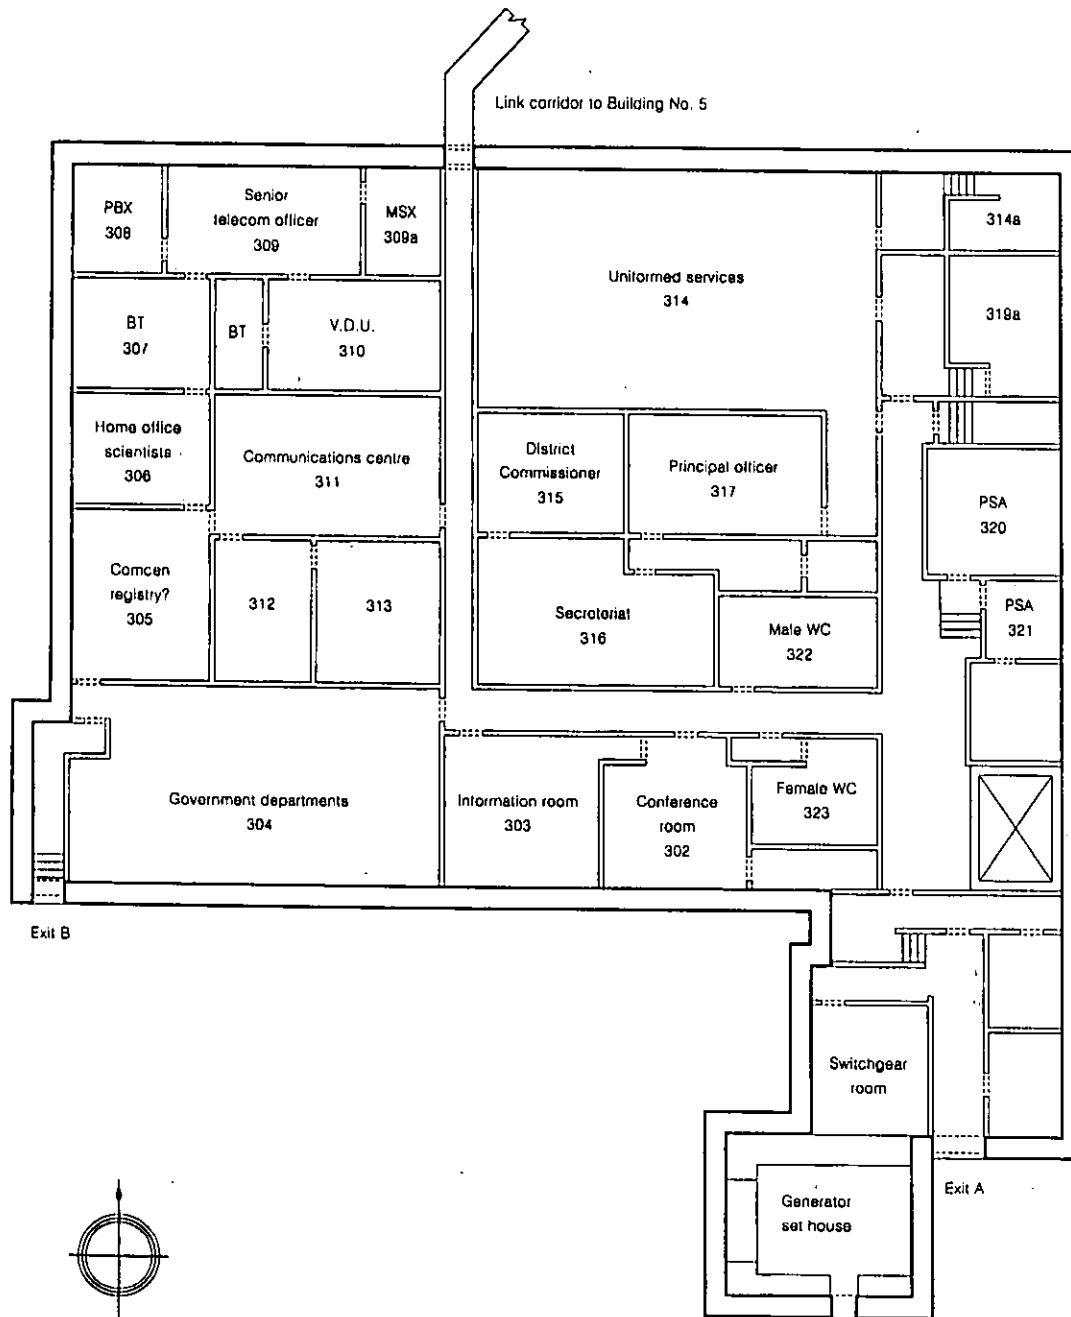 Link corridor to Building No. 5
PBX
308
Senior
telecom officer
309
MSX
309a
Uniformed services
314
314a
319a
BT
307
BT
V.D.U.
310
Home office
scientists
306
Communications centre
311
District
Commissioner
315
Principal officer
317
PSA
320
Comcen
registry?
305
312
313
Secretariat
316
Male WC
322
PSA
321
Government departments
304
Information room
303
Conference
room
302
Female WC
323
Exit B
Switchgear
room
Generator
set house
Exit A